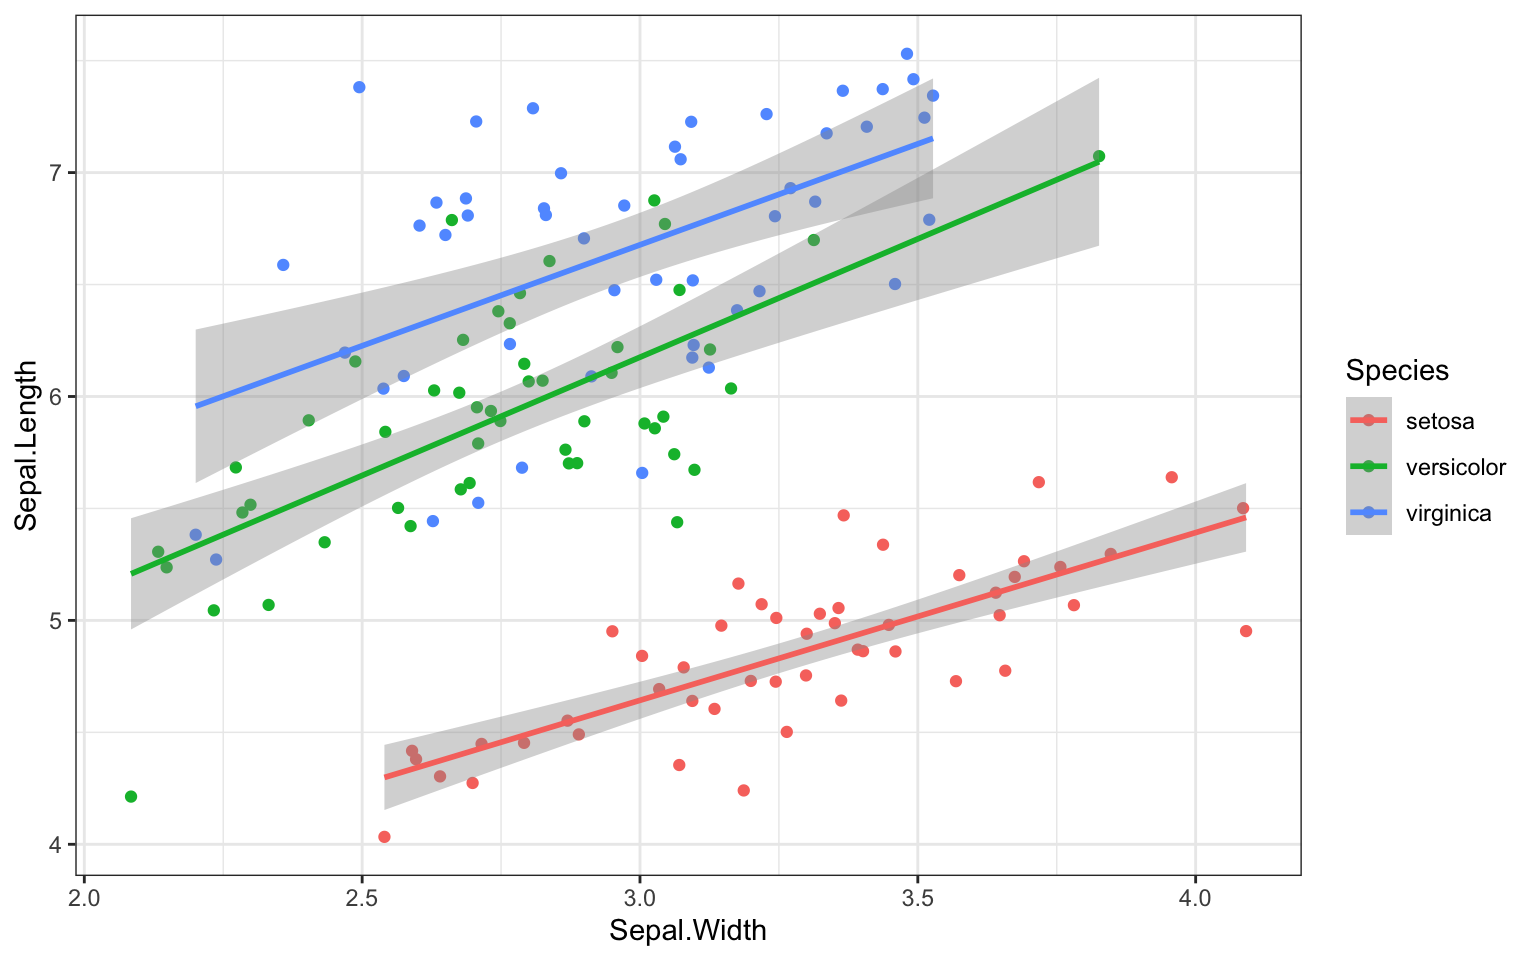 Sepal.Length
7
6
5
4
2.0 2.5 3.0 3.5 4.0
Sepal.Width
Species
setosa
versicolor
virginica